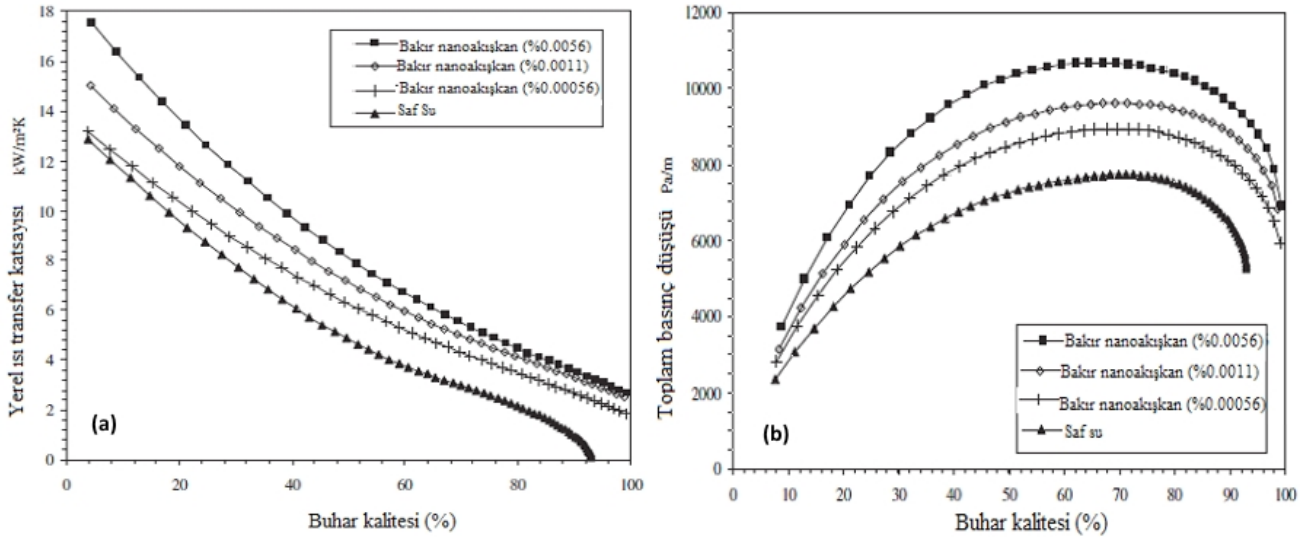 18
16
14
12
10
8
6
4
2
0
Yerel ısı transfer katsayısı kW/m²K
Bakır nanoakışkan (%0.0056)
Bakır nanoakışkan (%0.0011)
Bakır nanoakışkan (%0.00056)
Saf Su
(a)
0 20 40 60 80 100
Buhar kalitesi (%)
12000
10000
8000
6000
4000
2000
0
Toplam basınç düşüşü Pa/m
Bakır nanoakışkan (%0.0056)
Bakır nanoakışkan (%0.0011)
Bakır nanoakışkan (%0.00056)
Saf su
(b)
0 10 20 30 40 50 60 70 80 90 100
Buhar kalitesi (%)